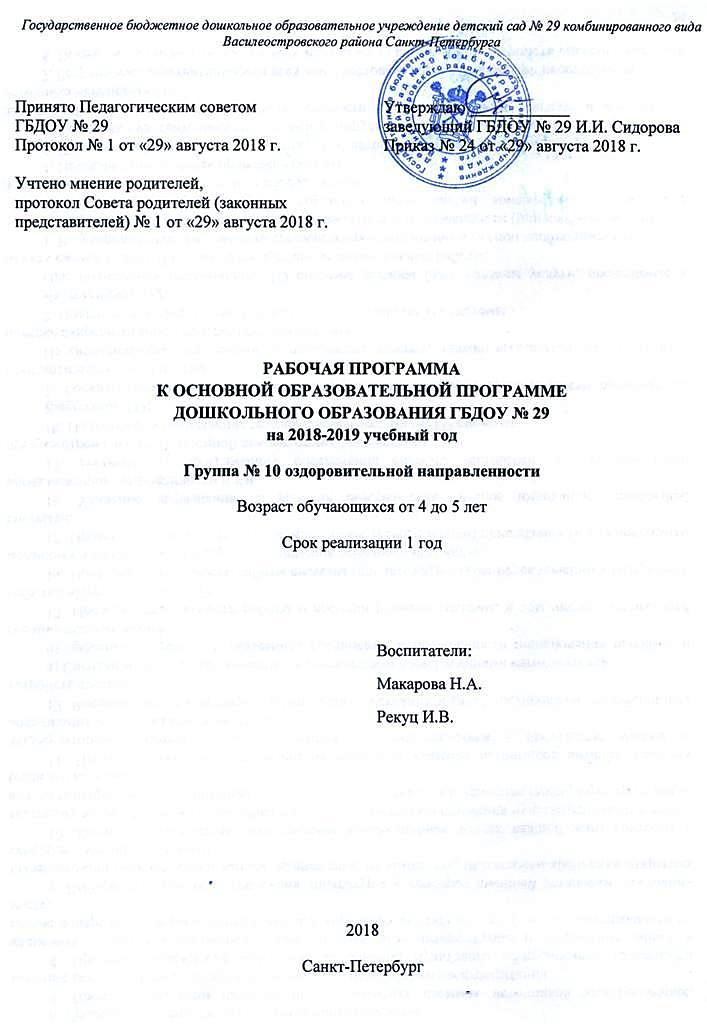 Государственное бюджетное дошкольное образовательное учреждение детский сад № 29 комбинированного вида
Василеостровского района Санкт-Петербурга
Принято Педагогическим советом
ГБДОУ № 29
Протокол № 1 от «29» августа 2018 г.
Учтено мнение родителей,
протокол Совета родителей (законных
представителей) № 1 от «29» августа 2018 г.
Утверждаю
заведующий ГБДОУ № 29 И.И. Сидорова
Приказ № 24 от «29» августа 2018 г.
РАБОЧАЯ ПРОГРАММА
К ОСНОВНОЙ ОБРАЗОВАТЕЛЬНОЙ ПРОГРАММЕ
ДОШКОЛЬНОГО ОБРАЗОВАНИЯ ГБДОУ № 29
на 2018-2019 учебный год
Группа № 10 оздоровительной направленности
Возраст обучающихся от 4 до 5 лет
Срок реализации 1 год
Воспитатели:
Макарова Н.А.
Рекуц И.В.
2018
Санкт-Петербург